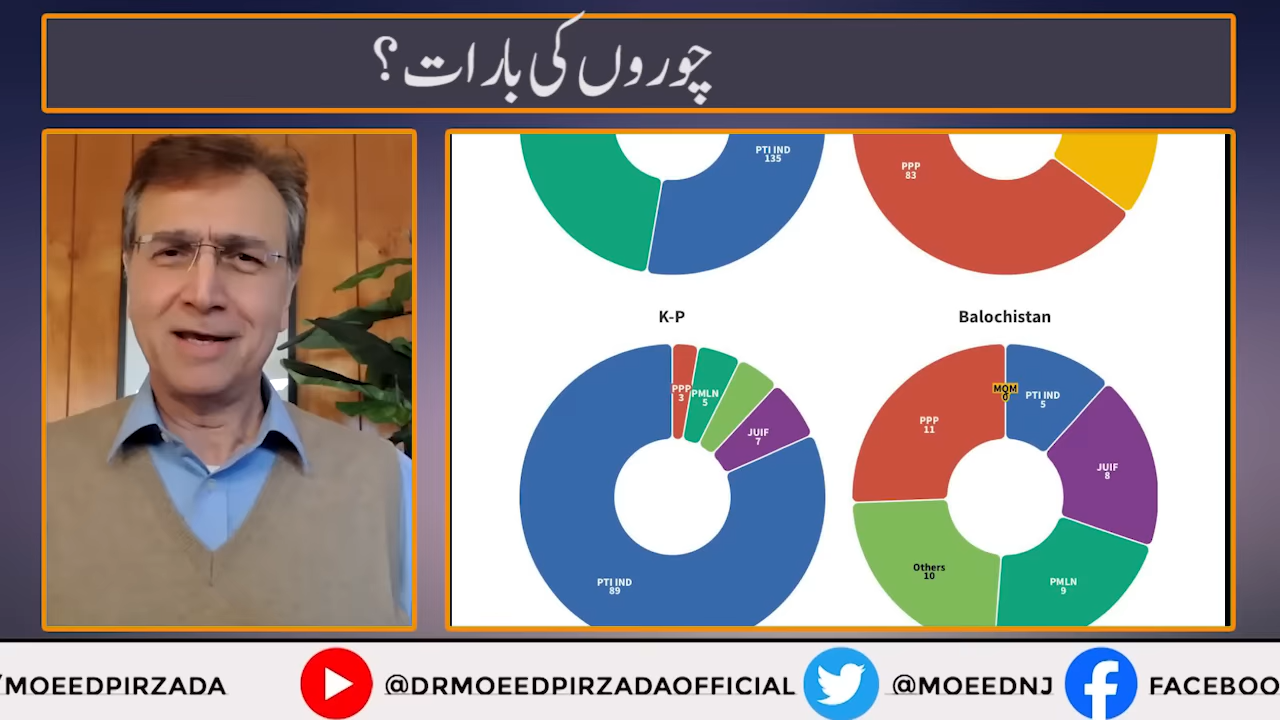 چوروں کی بارات؟
PTI IND
135
PPP
83
K-P
Balochistan
PPP
3
PMLN
5
JUIF
7
PTI IND
89
MQM
0
PTI IND
5
PPP
11
JUIF
8
Others
10
PMLN
9
/MOEEDPIRZADA
@DRMOEEDPIRZADAOFFICIAL
@MOEEDNJ
FACEBOO